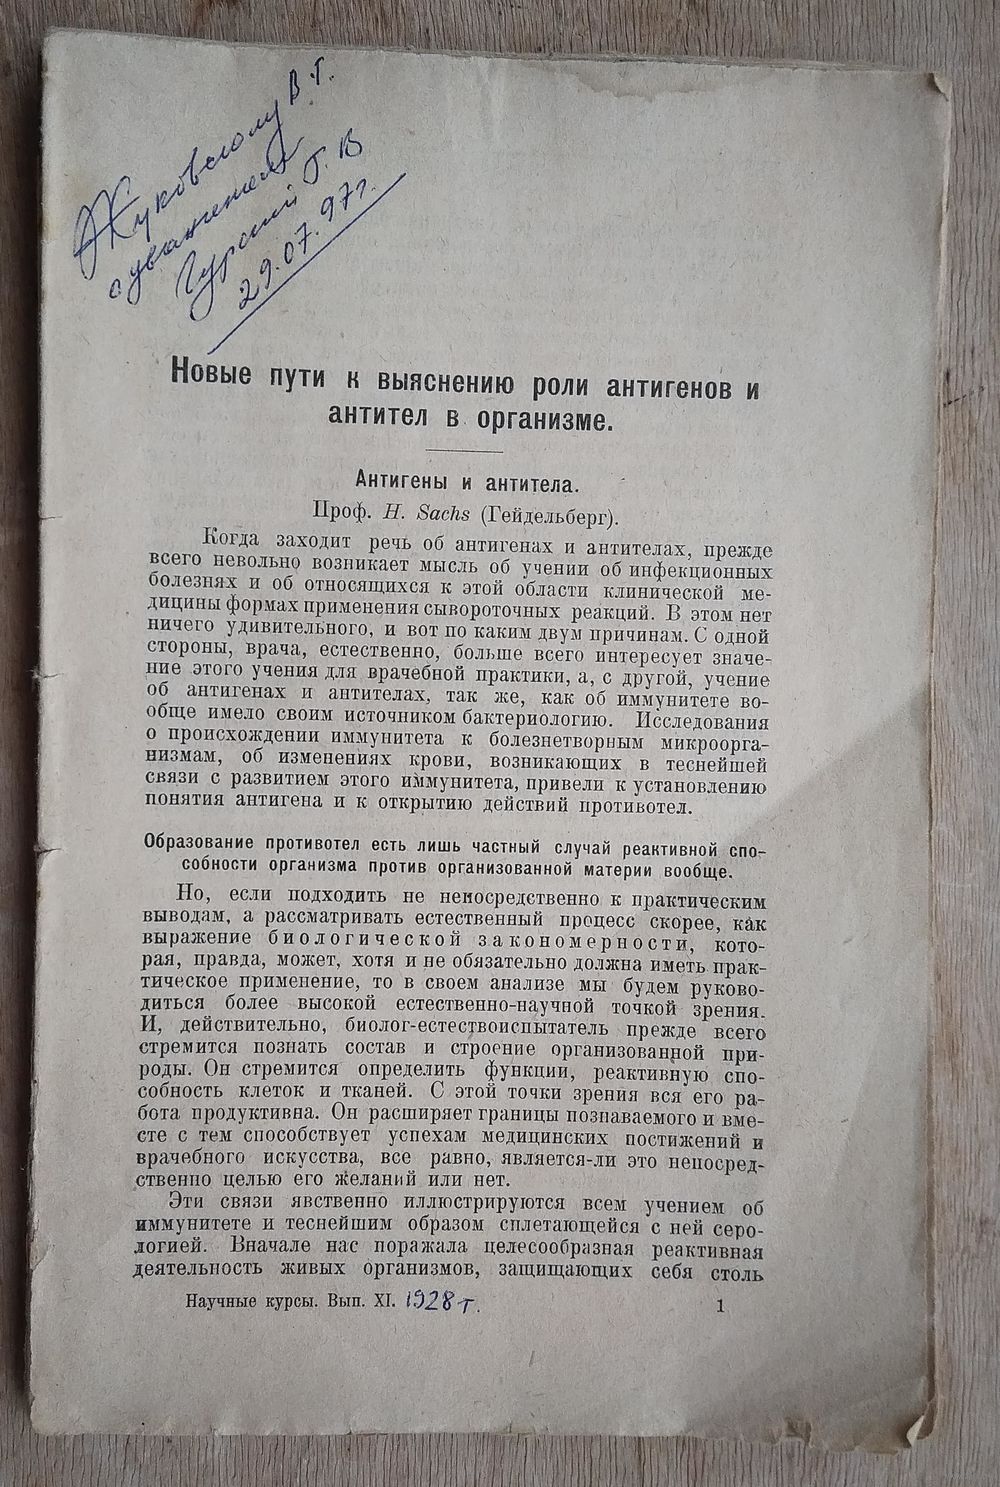 Жуковскому В.Г.
с уважением
Гурский Г.В
29.07.97г.
Новые пути к выяснению роли антигенов и
антител в организме.
Антигены и антитела.
Проф. H. Sachs (Гейдельберг).
Когда заходит речь об антигенах и антителах, прежде
всего невольно возникает мысль об учении об инфекционных
болезнях и об относящихся к этой области клинической ме-
дицины формах применения сывороточных реакций. В этом нет
ничего удивительного, и вот по каким двум причинам. С одной
стороны, врача, естественно, больше всего интересует значе-
ние этого учения для врачебной практики, а, с другой, учение
об антигенах и антителах, так же, как об иммунитете во-
обще имело своим источником бактериологию. Исследования
о происхождении иммунитета к болезнетворным микроорга-
низмам, об изменениях крови, возникающих в теснейшей
связи с развитием этого иммунитета, привели к установлению
понятия антигена и к открытию действий противотел.
Образование противотел есть лишь частный случай реактивной спо-
собности организма против организованной материи вообще.
Но, если подходить не непосредственно к практическим
выводам, а рассматривать естественный процесс скорее, как
выражение биологической закономерности, кото-
рая, правда, может, хотя и не обязательно должна иметь прак-
тическое применение, то в своем анализе мы будем руково-
диться более высокой естественно-научной точкой зрения.
И, действительно, биолог-естествоиспытатель прежде всего
стремится познать состав и строение организованной при-
роды. Он стремится определить функции, реактивную спо-
собность клеток и тканей. С этой точки зрения вся его ра-
бота продуктивна. Он расширяет границы познаваемого и вме-
сте с тем способствует успехам медицинских постижений и
врачебного искусства, все равно, является-ли это непосред-
ственно целью его желаний или нет.
Эти связи явственно иллюстрируются всем учением об
иммунитете и теснейшим образом сплетающейся с ней серо-
логией. Вначале нас поражала целесообразная реактивная
деятельность живых организмов, защищающих себя столь
Научные курсы. Вып. XI. 1928 г. 1